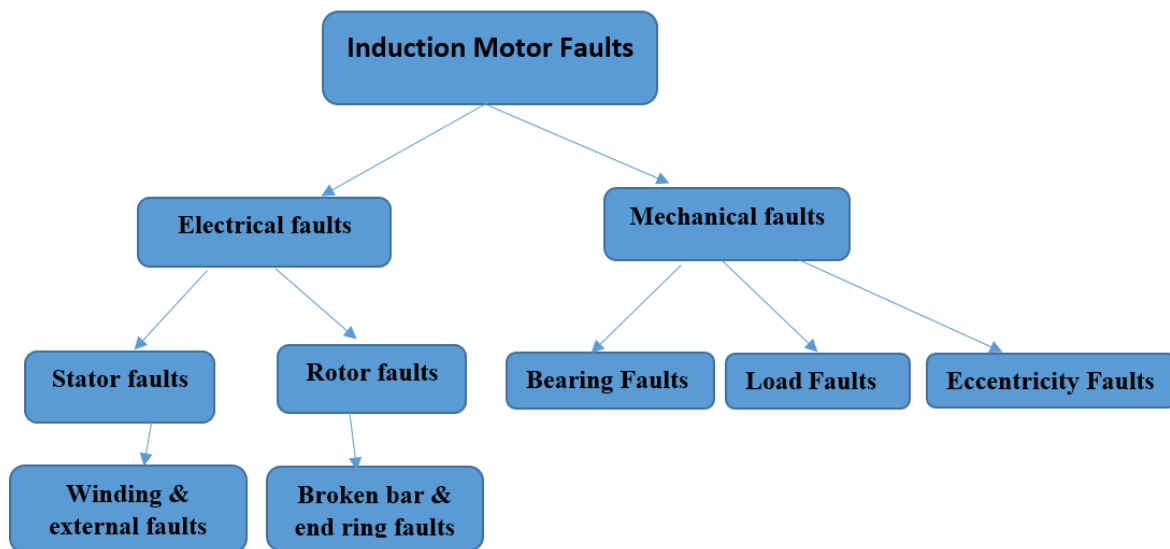 Induction Motor Faults
Electrical faults
Mechanical faults
Stator faults
Rotor faults
Bearing Faults
Load Faults
Eccentricity Faults
Winding &
external faults
Broken bar &
end ring faults